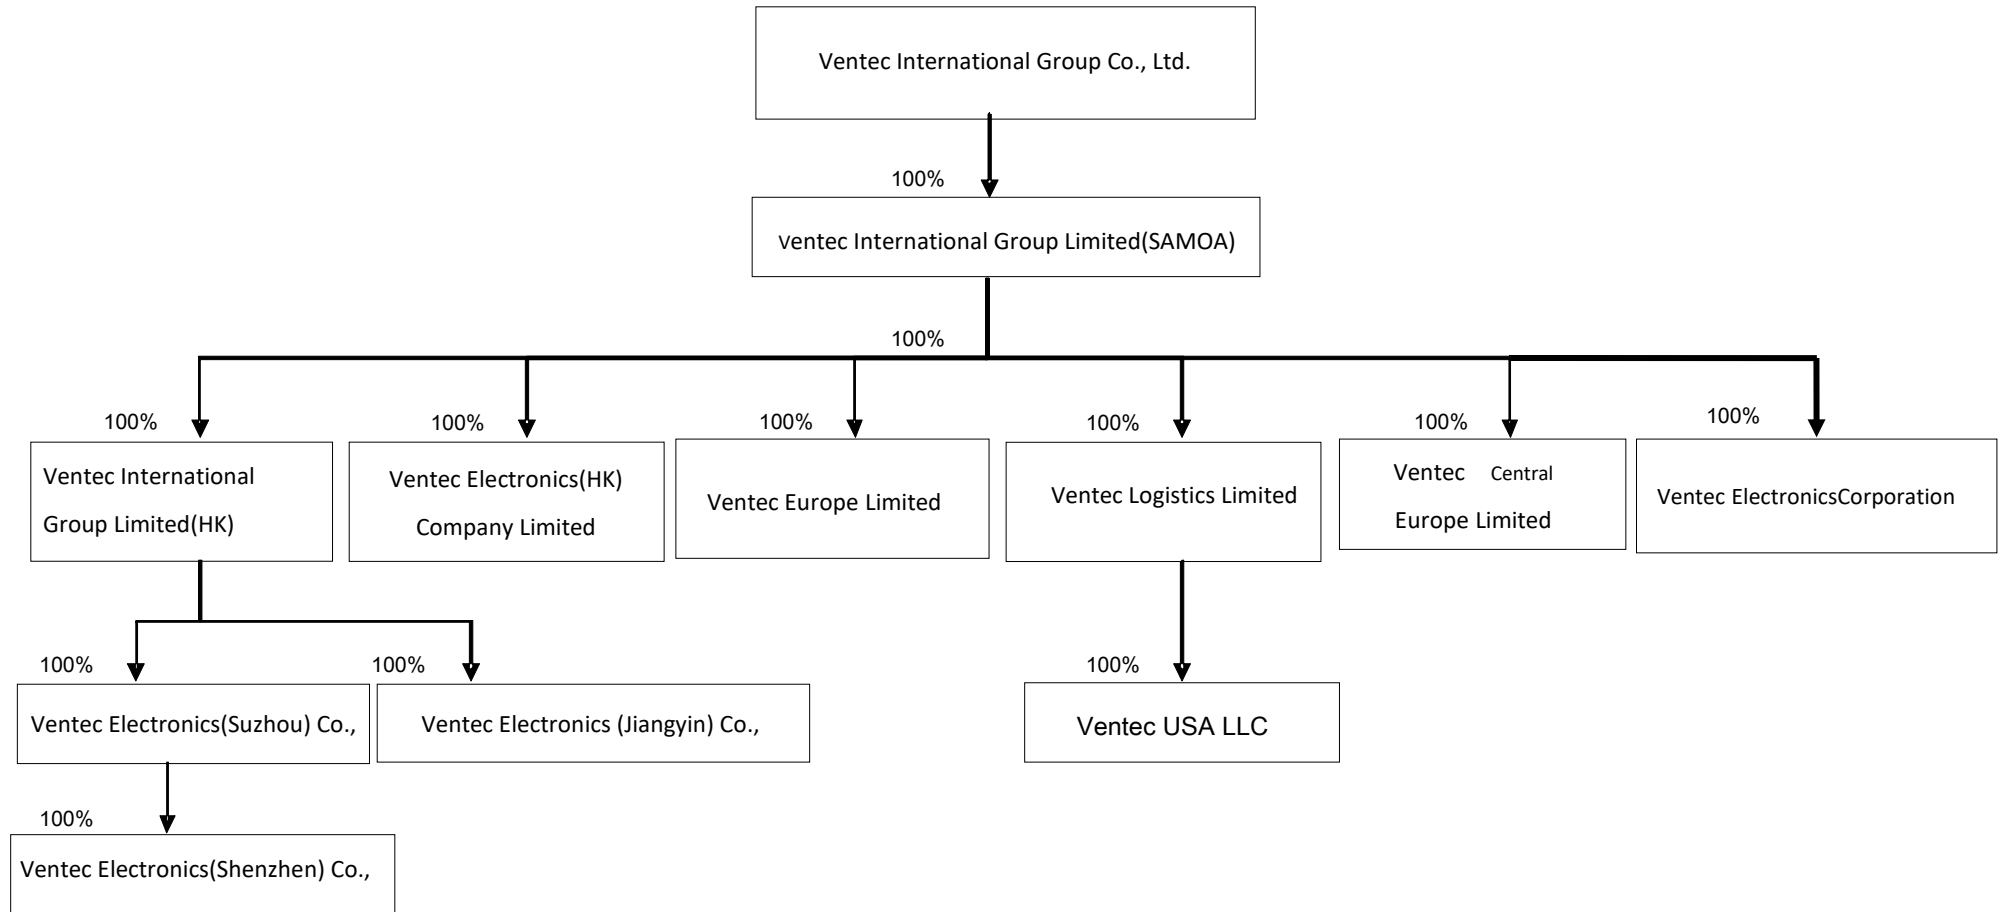 Ventec International Group Co., Ltd.
100%
Ventec International Group Limited(SAMOA)
100%
100%
100%
100%
100%
100%
100%
Ventec International
Group Limited(HK)
Ventec Electronics(HK)
Company Limited
Ventec Europe Limited
Ventec Logistics Limited
Ventec Central
Europe Limited
Ventec ElectronicsCorporation
100%
100%
100%
Ventec Electronics(Suzhou) Co.,
Ventec Electronics (Jiangyin) Co.,
Ventec USA LLC
100%
Ventec Electronics(Shenzhen) Co.,